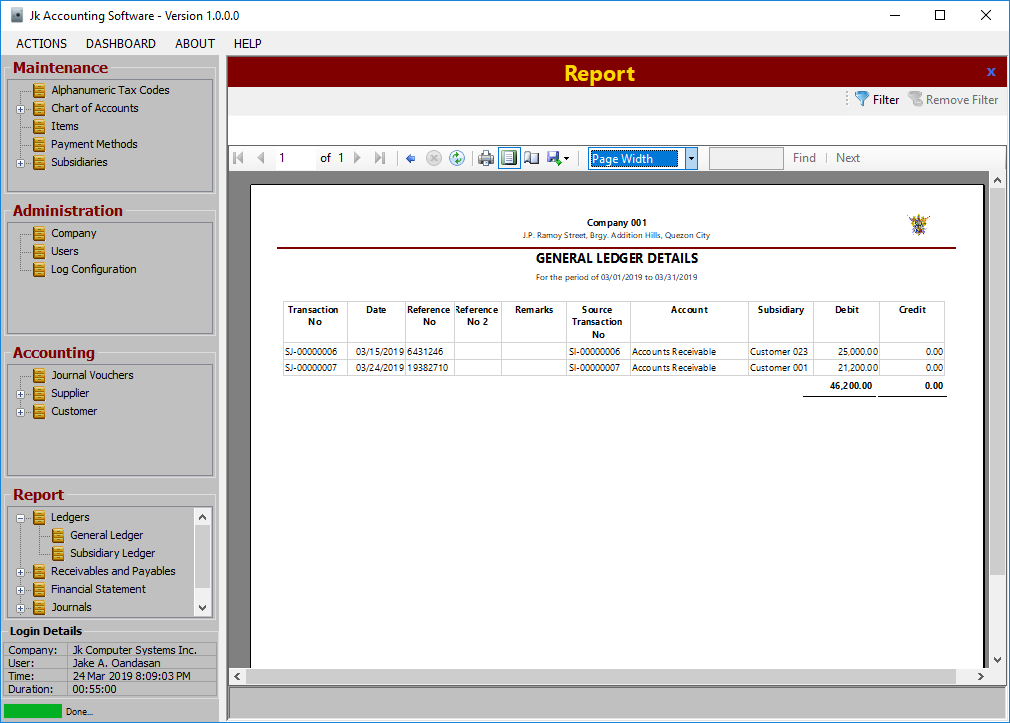 Jk Accounting Software - Version 1.0.0.0
ACTIONS DASHBOARD ABOUT HELP
Maintenance
Alphanumeric Tax Codes
Chart of Accounts
Items
Payment Methods
Subsidiaries
Administration
Company
Users
Log Configuration
Accounting
Journal Vouchers
Supplier
Customer
Report
Ledgers
General Ledger
Subsidiary Ledger
Receivables and Payables
Financial Statement
Journals
Login Details
Company: Jk Computer Systems Inc.
User: Jake A. Oandasan
Time: 24 Mar 2019 8:09:03 PM
Duration: 00:55:00
Done...
Report x
Filter Remove Filter
1 of 1 Page Width Find | Next
Company 001
J.P. Ramoy Street, Brgy. Addition Hills, Quezon City
GENERAL LEDGER DETAILS
For the period of 03/01/2019 to 03/31/2019
Transaction No Date Reference No Reference No 2 Remarks Source Transaction No Account Subsidiary Debit Credit
SJ-00000006 03/15/2019 6431246 SI-00000006 Accounts Receivable Customer 023 25,000.00 0.00
SJ-00000007 03/24/2019 19382710 SI-00000007 Accounts Receivable Customer 001 21,200.00 0.00
46,200.00 0.00